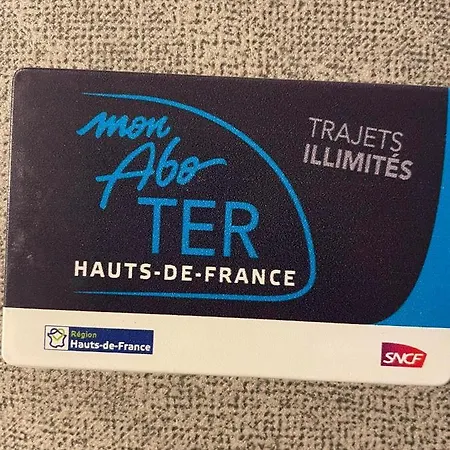 mon
Abo
TER
HAUTS-DE-FRANCE
TRAJETS
ILLIMITÉS
Région
Hauts-de-France
SNCF